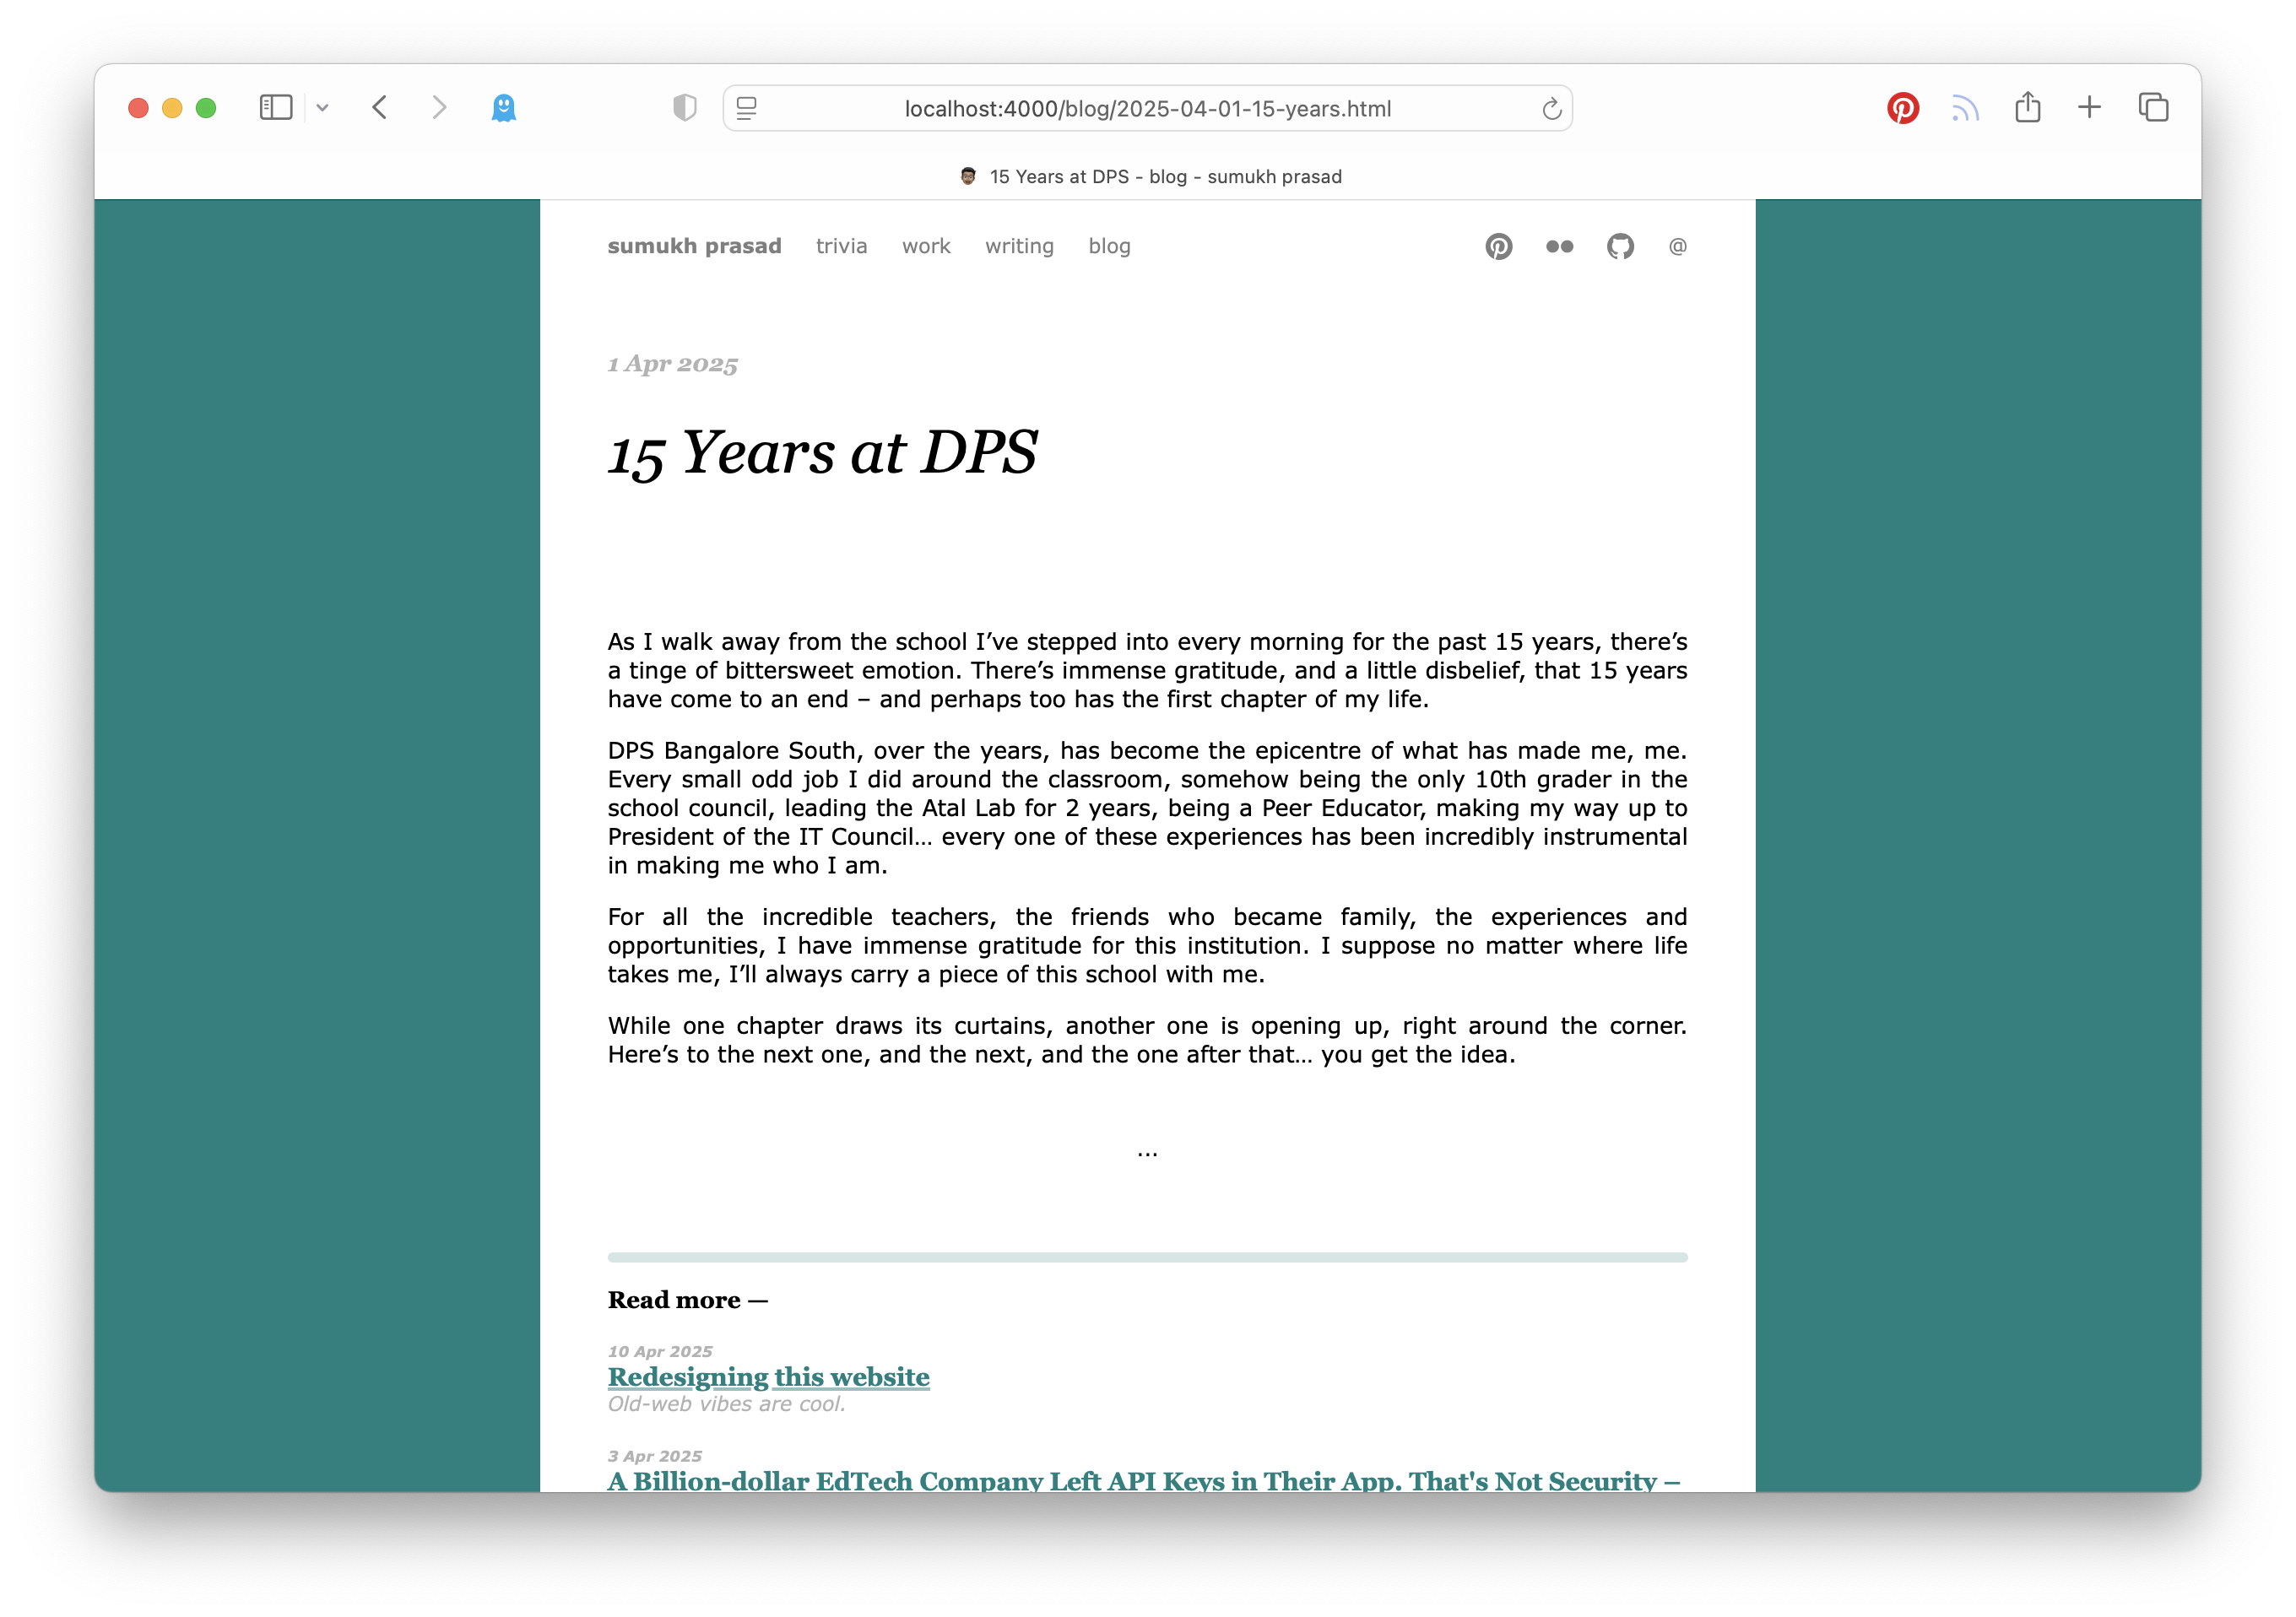 localhost:4000/blog/2025-04-01-15-years.html
15 Years at DPS - blog - sumukh prasad
sumukh prasad trivia work writing blog @
1 Apr 2025
15 Years at DPS
As I walk away from the school I’ve stepped into every morning for the past 15 years, there’s
a tinge of bittersweet emotion. There’s immense gratitude, and a little disbelief, that 15 years
have come to an end – and perhaps too has the first chapter of my life.
DPS Bangalore South, over the years, has become the epicentre of what has made me, me.
Every small odd job I did around the classroom, somehow being the only 10th grader in the
school council, leading the Atal Lab for 2 years, being a Peer Educator, making my way up to
President of the IT Council… every one of these experiences has been incredibly instrumental
in making me who I am.
For all the incredible teachers, the friends who became family, the experiences and
opportunities, I have immense gratitude for this institution. I suppose no matter where life
takes me, I’ll always carry a piece of this school with me.
While one chapter draws its curtains, another one is opening up, right around the corner.
Here’s to the next one, and the next, and the one after that… you get the idea.
…
Read more —
10 Apr 2025
Redesigning this website
Old-web vibes are cool.
3 Apr 2025
A Billion-dollar EdTech Company Left API Keys in Their App. That's Not Security –